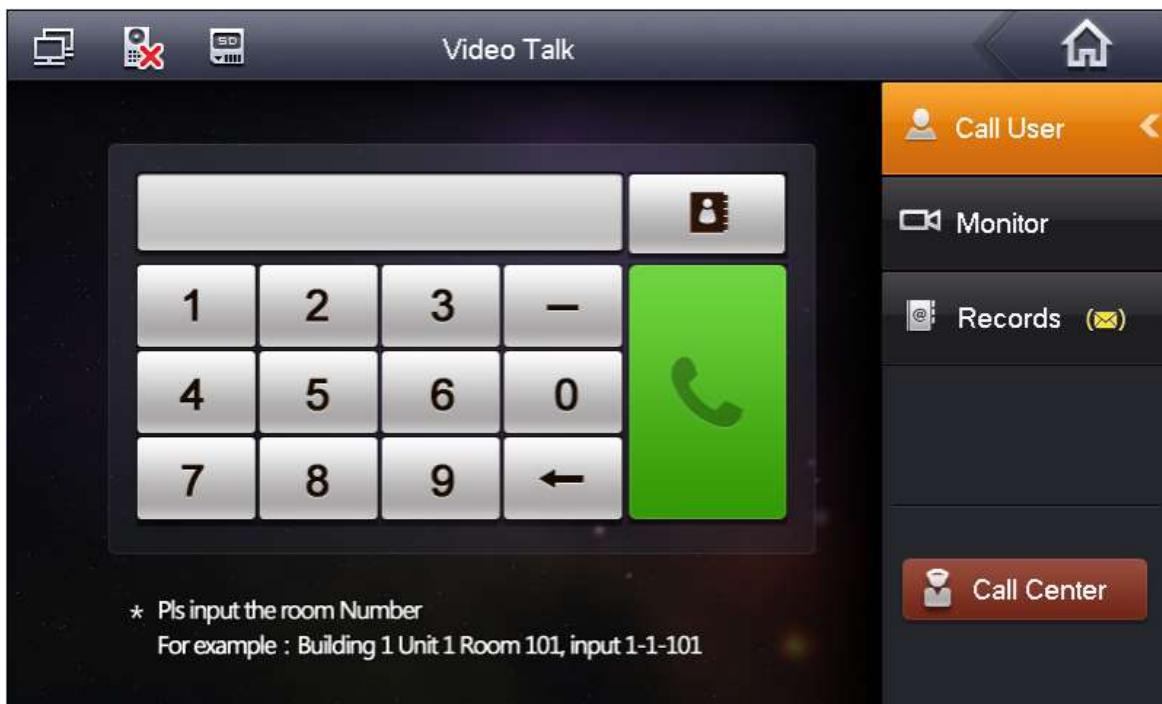 SD
Video Talk
Call User
Monitor
Records
1 2 3 –
4 5 6 0
7 8 9 ←
Call Center
* Pls input the room Number
For example : Building 1 Unit 1 Room 101, input 1-1-101